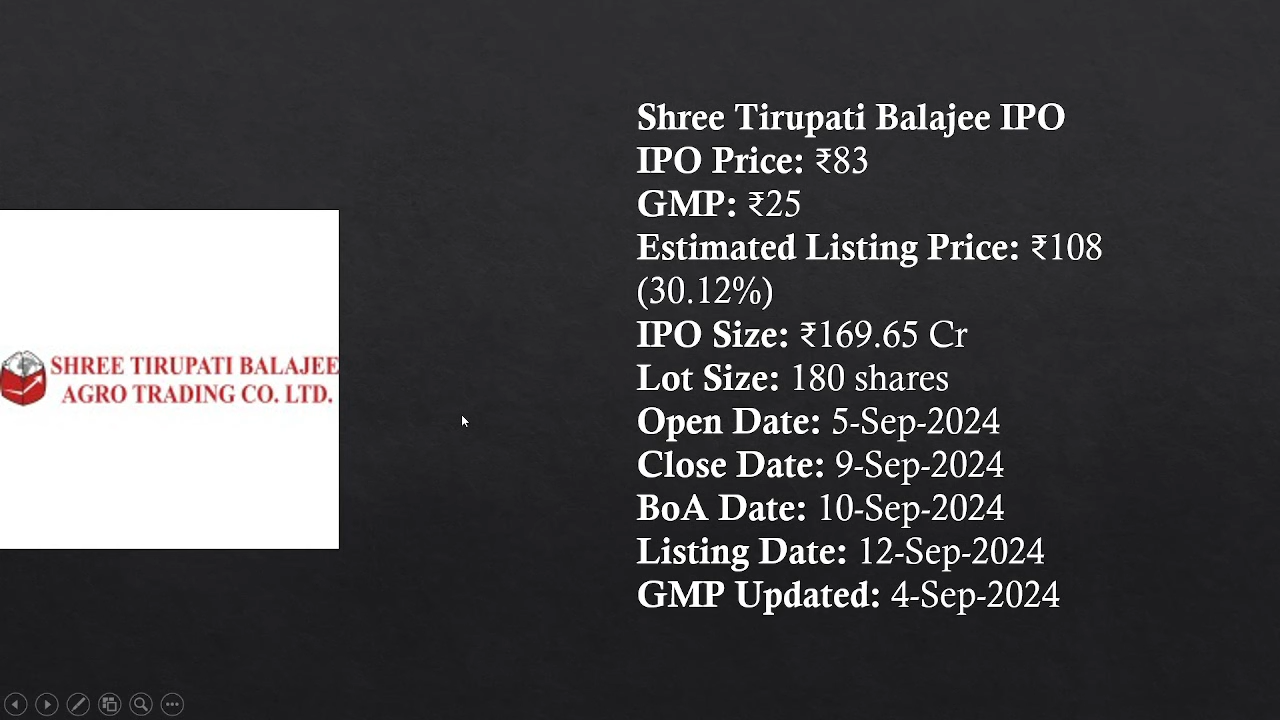 SHREE TIRUPATI BALAJEE
AGRO TRADING CO. LTD.
Shree Tirupati Balajee IPO
IPO Price: ₹83
GMP: ₹25
Estimated Listing Price: ₹108
(30.12%)
IPO Size: ₹169.65 Cr
Lot Size: 180 shares
Open Date: 5-Sep-2024
Close Date: 9-Sep-2024
BoA Date: 10-Sep-2024
Listing Date: 12-Sep-2024
GMP Updated: 4-Sep-2024